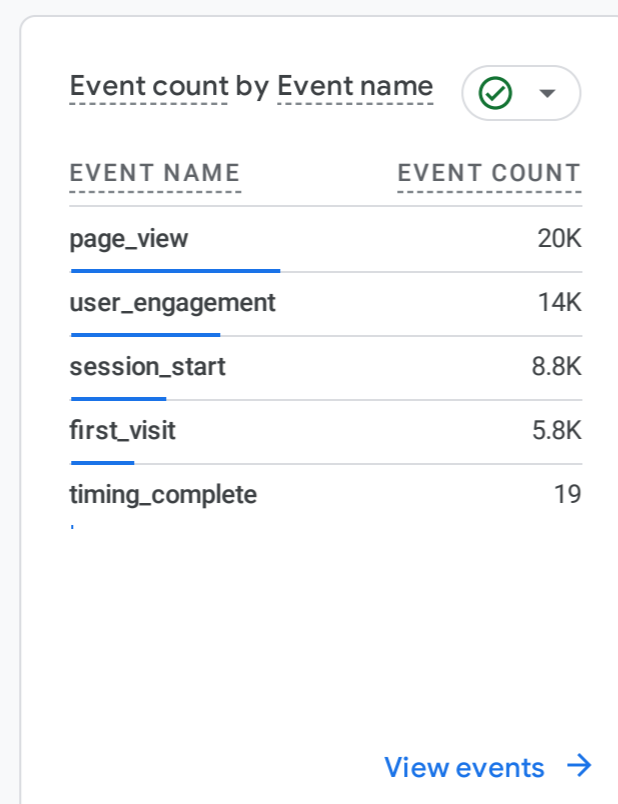 Event count by Event name
EVENT NAME EVENT COUNT
page_view 20K
user_engagement 14K
session_start 8.8K
first_visit 5.8K
timing_complete 19
View events